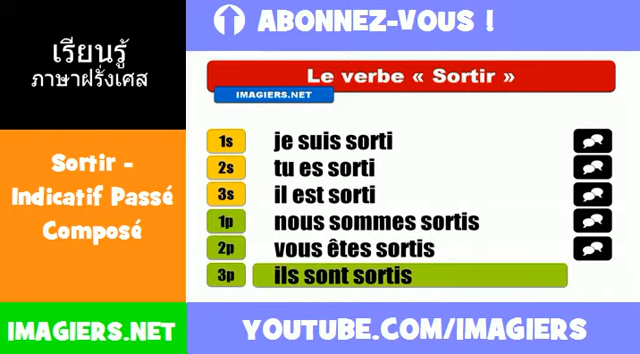 เรียนรู้
ภาษาฝรั่งเศส
Sortir -
Indicatif Passé
Composé
IMAGIERS.NET
ABONNEZ-VOUS !
Le verbe « Sortir »
IMAGIERS.NET
1s je suis sorti
2s tu es sorti
3s il est sorti
1p nous sommes sortis
2p vous êtes sortis
3p ils sont sortis
YOUTUBE.COM/IMAGIERS